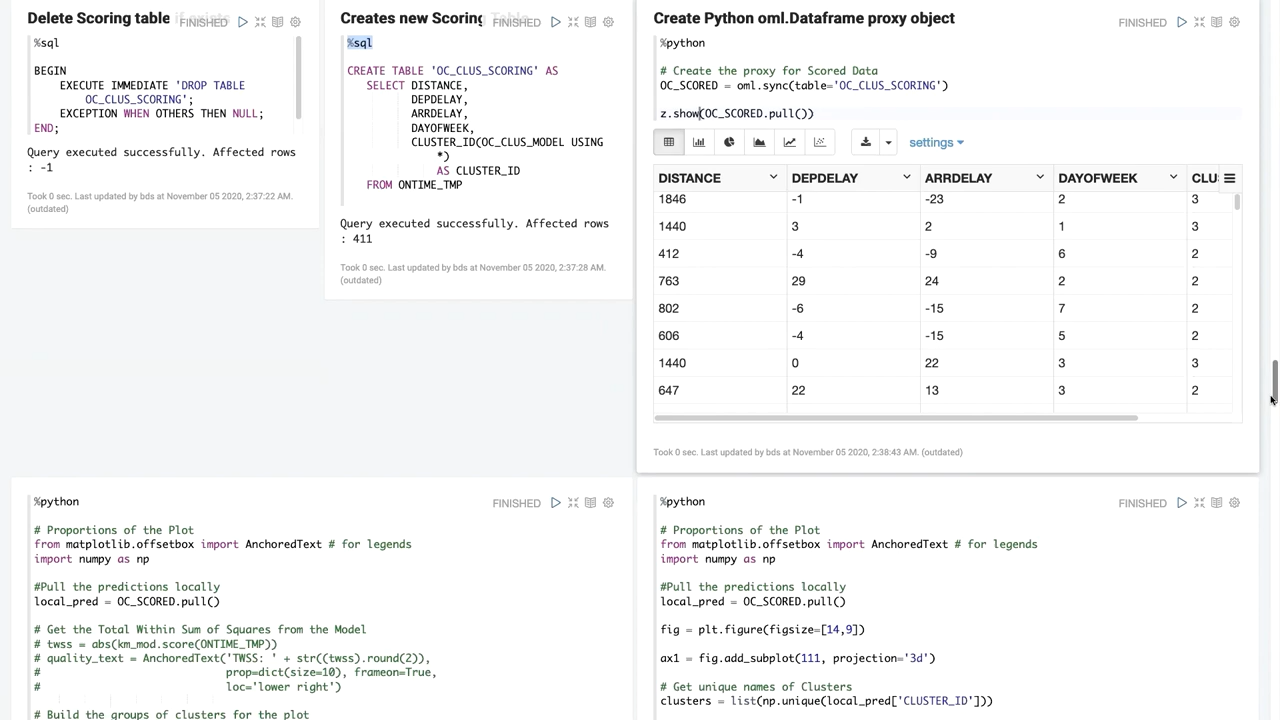 Delete Scoring table if exists
FINISHED
%sql
BEGIN
EXECUTE IMMEDIATE 'DROP TABLE
OC_CLUS_SCORING';
EXCEPTION WHEN OTHERS THEN NULL;
END;
Query executed successfully. Affected rows
: -1
Took 0 sec. Last updated by bds at November 05 2020, 2:37:22 AM.
(outdated)
Creates new Scoring Table
FINISHED
%sql
CREATE TABLE 'OC_CLUS_SCORING' AS
SELECT DISTANCE,
DEPDELAY,
ARRDELAY,
DAYOFWEEK,
CLUSTER_ID(OC_CLUS_MODEL USING
*)
AS CLUSTER_ID
FROM ONTIME_TMP
Query executed successfully. Affected rows
: 411
Took 0 sec. Last updated by bds at November 05 2020, 2:37:28 AM.
(outdated)
Create Python oml.Dataframe proxy object
FINISHED
%python
# Create the proxy for Scored Data
OC_SCORED = oml.sync(table='OC_CLUS_SCORING')
z.show(OC_SCORED.pull())
settings
DISTANCE DEPDELAY ARRDELAY DAYOFWEEK CLUS
1846 -1 -23 2 3
1440 3 2 1 3
412 -4 -9 6 2
763 29 24 2 2
802 -6 -15 7 2
606 -4 -15 5 2
1440 0 22 3 3
647 22 13 3 2
Took 0 sec. Last updated by bds at November 05 2020, 2:38:43 AM. (outdated)
%python
FINISHED
# Proportions of the Plot
from matplotlib.offsetbox import AnchoredText # for legends
import numpy as np
#Pull the predictions locally
local_pred = OC_SCORED.pull()
# Get the Total Within Sum of Squares from the Model
# twss = abs(km_mod.score(ONTIME_TMP))
# quality_text = AnchoredText('TWSS: ' + str((twss).round(2)),
# prop=dict(size=10), frameon=True,
# loc='lower right')
# Build the groups of clusters for the plot
%python
FINISHED
# Proportions of the Plot
from matplotlib.offsetbox import AnchoredText # for legends
import numpy as np
#Pull the predictions locally
local_pred = OC_SCORED.pull()
fig = plt.figure(figsize=[14,9])
ax1 = fig.add_subplot(111, projection='3d')
# Get unique names of Clusters
clusters = list(np.unique(local_pred['CLUSTER_ID']))